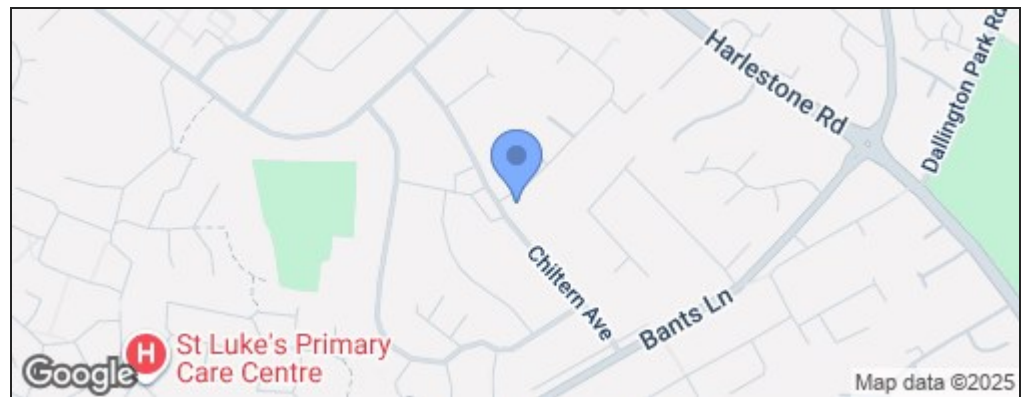 Harlestone Rd
Dallington Park Rd
Chiltern Ave
Bants Ln
H
St Luke's Primary
Care Centre
Google
Map data ©2025